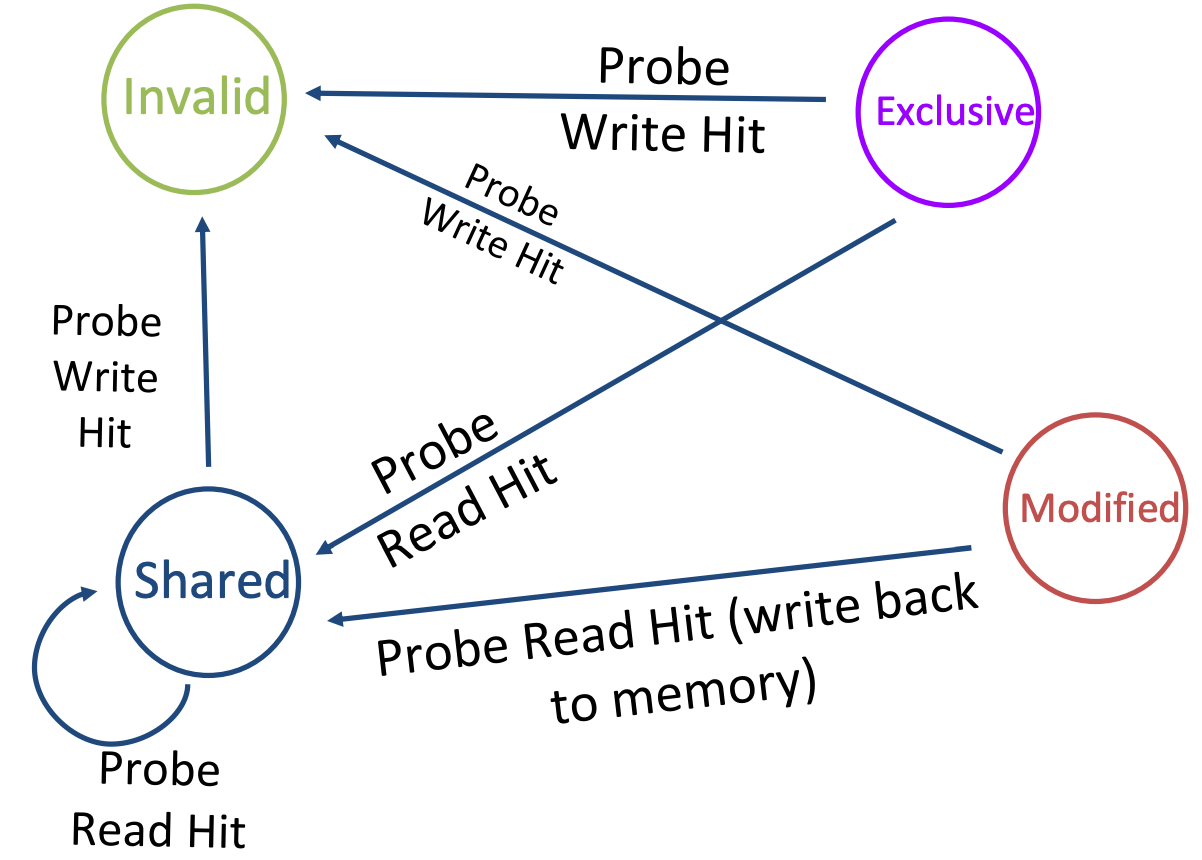 Invalid
Probe
Write Hit
Exclusive
Probe
Write Hit
Probe
Write
Hit
Probe
Read Hit
Modified
Shared
Probe Read Hit (write back
to memory)
Probe
Read Hit